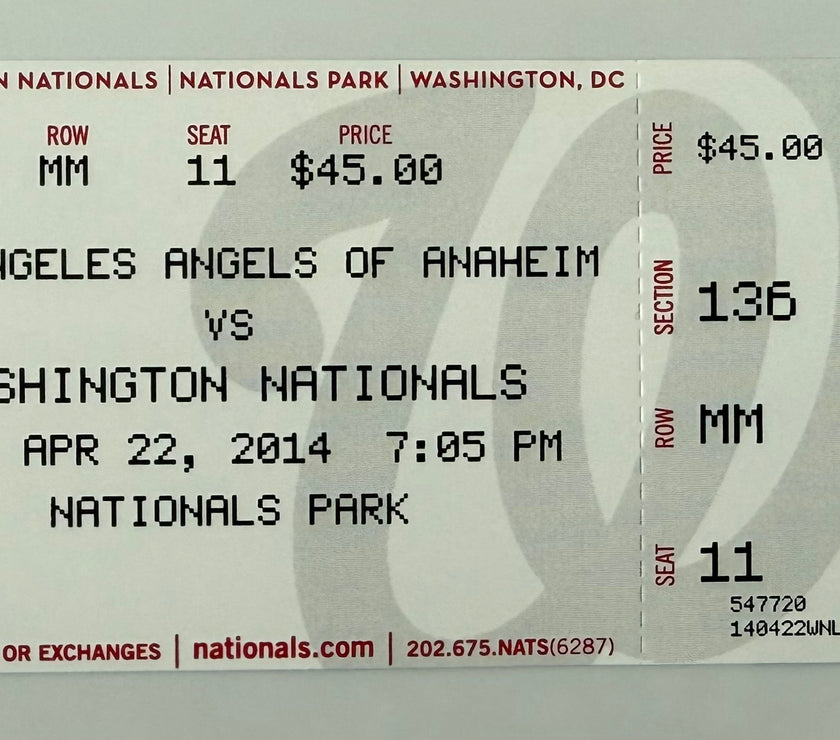 N NATIONALS | NATIONALS PARK | WASHINGTON, DC
ROW SEAT PRICE
MM 11 $45.00
NGELES ANGELS OF ANAHEIM
VS
SHINGTON NATIONALS
APR 22, 2014 7:05 PM
NATIONALS PARK
OR EXCHANGES | nationals.com | 202.675.NATS(6287)
PRICE $45.00
SECTION 136
ROW MM
SEAT 11
547720
140422WNL